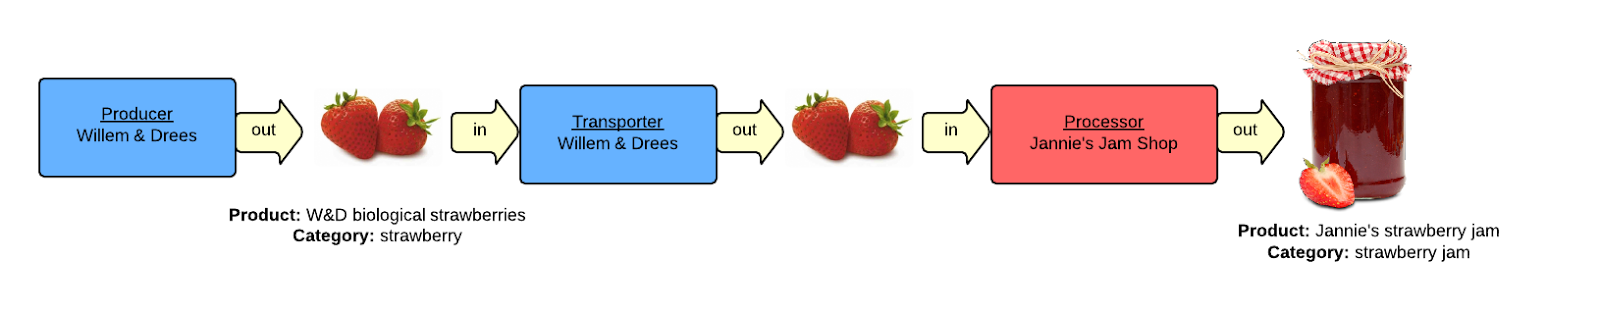 Producer
Willem & Drees
out
in
Transporter
Willem & Drees
out
in
Processor
Jannie's Jam Shop
out
Product: W&D biological strawberries
Category: strawberry
Product: Jannie's strawberry jam
Category: strawberry jam